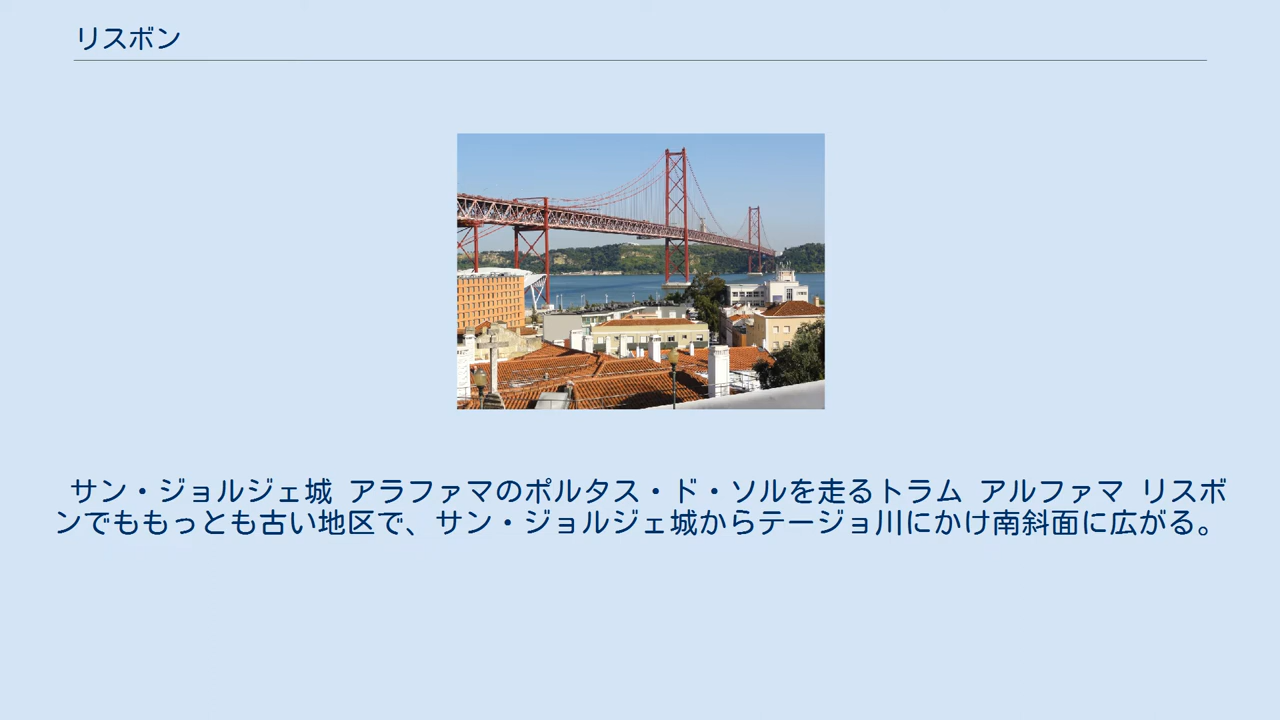 リスボン
サン・ジョルジェ城 アラファマのポルタス・ド・ソルを走るトラム アルファマ リスボ
ンでももっとも古い地区で、サン・ジョルジェ城からテージョ川にかけ南斜面に広がる。